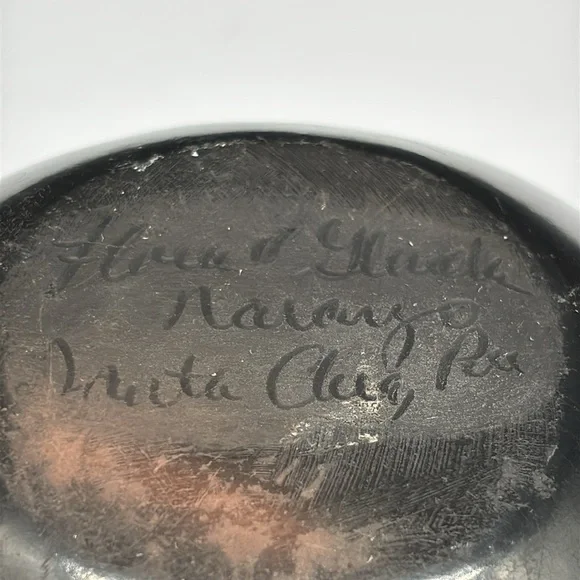 Flora & Glenda
Naranjo
Santa Clara, Pue